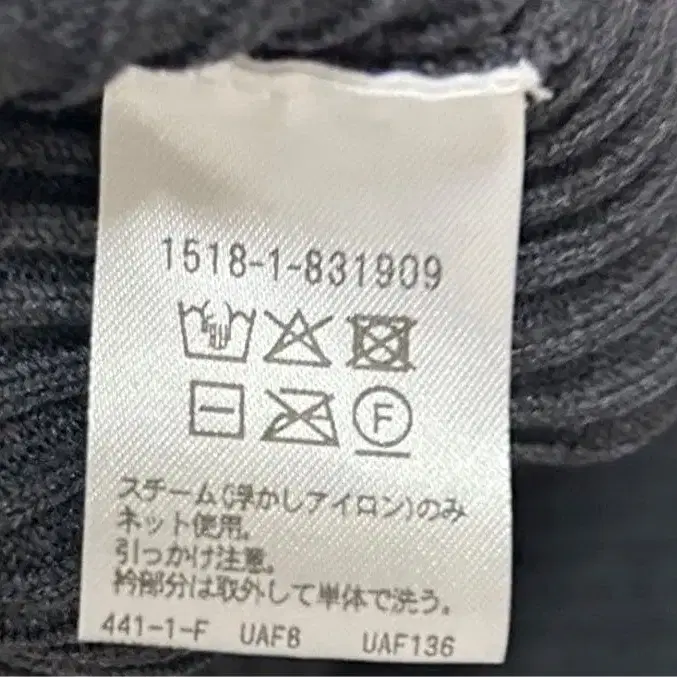 1518-1-831909
F
スチーム(浮かしアイロン)のみ
ネット使用。
引っかけ注意。
衿部分は取外して単体で洗う。
441-1-F UAF8 UAF136